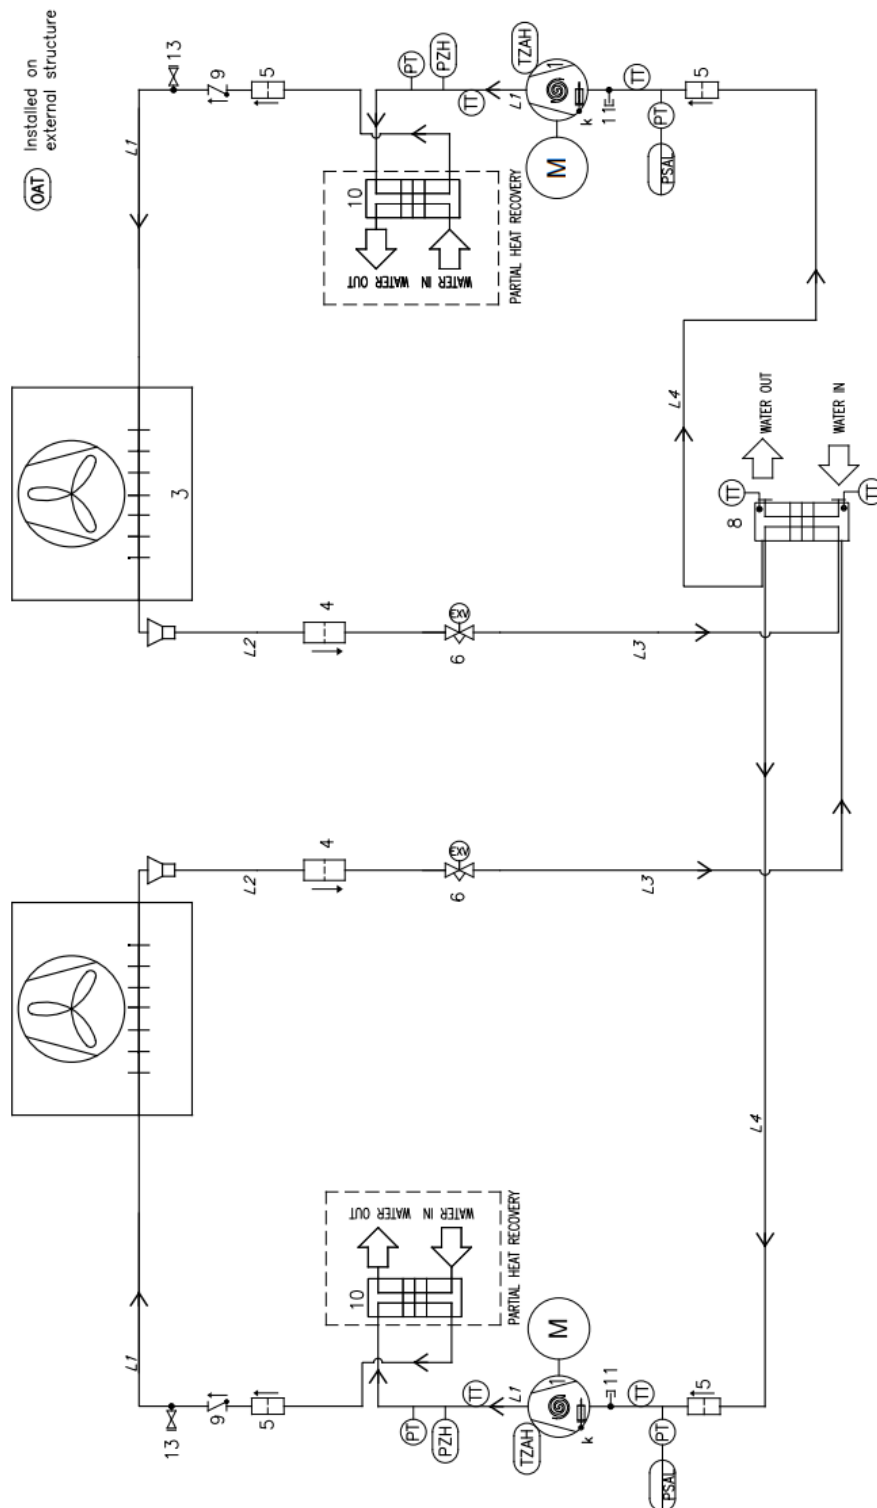 OAT
Installed on
external structure
13
9
5
L1
PT
PZH
TT
L1
TZAH
1
M
k
11
TT
PT
PSAL
5
10
WATER OUT
WATER IN
PARTIAL HEAT RECOVERY
3
L2
4
6
EXV
L3
L4
WATER OUT
WATER IN
TT
TT
8
L2
4
6
EXV
L3
L4
L1
13
9
5
10
WATER OUT
WATER IN
PARTIAL HEAT RECOVERY
PT
PZH
TT
L1
TZAH
1
M
k
11
TT
PT
PSAL
5